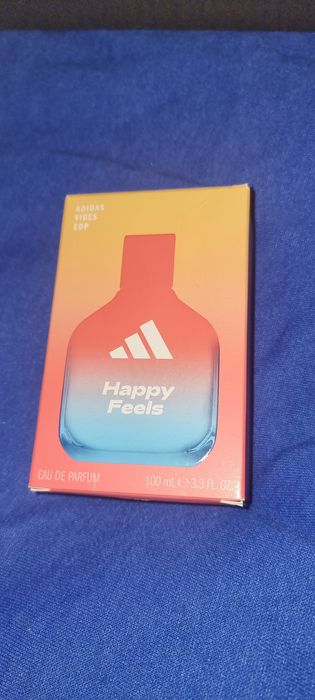 ADIDAS
VIBES
EDP
Happy
Feels
EAU DE PARFUM
100 mL ℮ 3.3 FL. OZ.